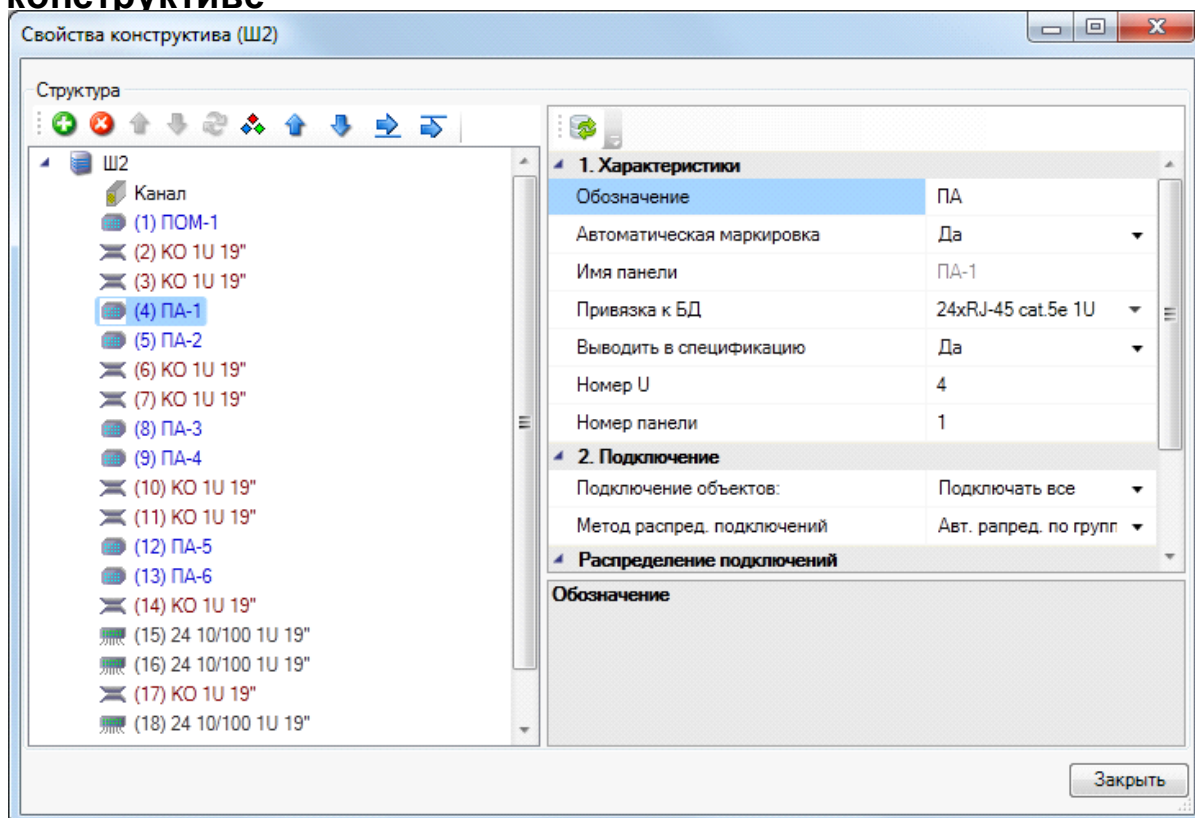 конструктиве
Свойства конструктива (Ш2)
Структура
Ш2
Канал
(1) ПОМ-1
(2) КО 1U 19"
(3) КО 1U 19"
(4) ПА-1
(5) ПА-2
(6) КО 1U 19"
(7) КО 1U 19"
(8) ПА-3
(9) ПА-4
(10) КО 1U 19"
(11) КО 1U 19"
(12) ПА-5
(13) ПА-6
(14) КО 1U 19"
(15) 24 10/100 1U 19"
(16) 24 10/100 1U 19"
(17) КО 1U 19"
(18) 24 10/100 1U 19"
1. Характеристики
Обозначение ПА
Автоматическая маркировка Да
Имя панели ПА-1
Привязка к БД 24xRJ-45 cat.5e 1U
Выводить в спецификацию Да
Номер U 4
Номер панели 1
2. Подключение
Подключение объектов: Подключать все
Метод распред. подключений Авт. рапред. по групп
Распределение подключений
Обозначение
Закрыть